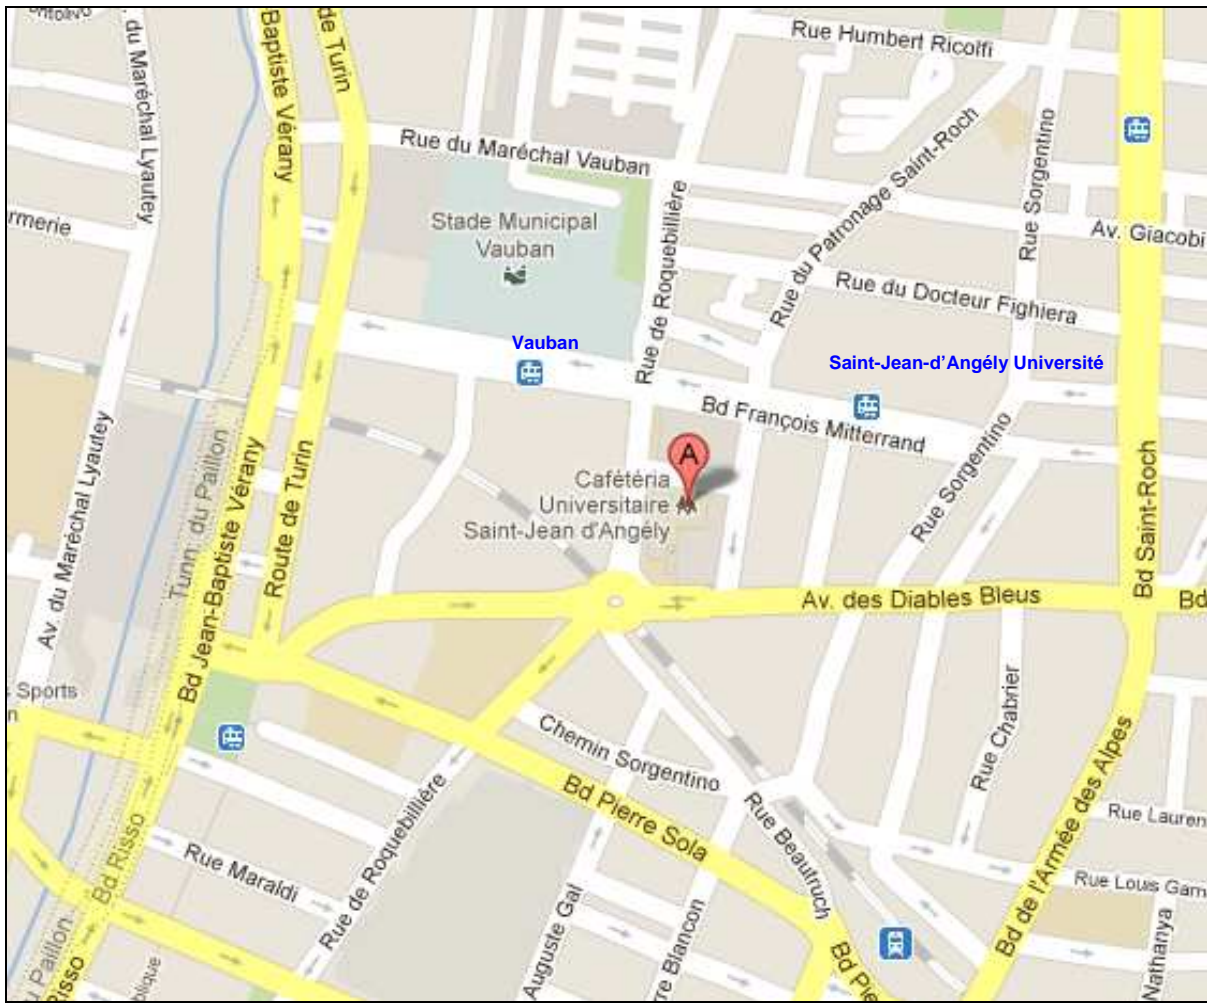 du Maréchal Lyautey
Baptiste Vérany
de Turin
Rue Humbert Ricolfi
Rue du Maréchal Vauban
Rue du Patronage Saint-Roch
Rue Sorgentino
Av. Giacobi
rmerie
Stade Municipal
Vauban
Rue de Roquebillière
Rue du Docteur Fighiera
Vauban
Saint-Jean-d'Angély Université
Bd François Mitterrand
A
Cafétéria
Universitaire
Saint-Jean d'Angély
Rue Sorgentino
Bd Saint-Roch
Av. du Maréchal Lyautey
Tunn. du Paillon
Bd Jean-Baptiste Vérany
Route de Turin
Av. des Diables Bleus
Bd
s Sports
n
Chemin Sorgentino
Rue Chabrier
Bd de l'Armée des Alpes
Bd Pierre Sola
Rue Beautruch
Rue Lauren
Bd Risso
Rue Maraldi
Rue de Roquebillière
Rue Louis Gam
Auguste Gal
rre Blancon
Bd Pie
Nathanya
Paillon
Risso
blique